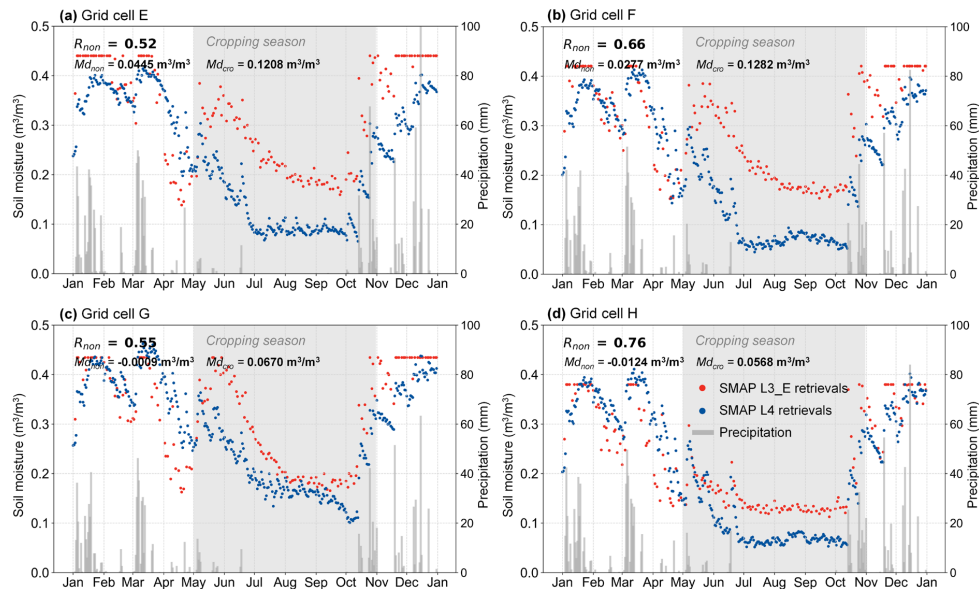 (a) Grid cell E
R_non = 0.52
Md_non = 0.0445 m³/m³
Cropping season
Md_cro = 0.1208 m³/m³
Soil moisture (m³/m³)
0.5
0.4
0.3
0.2
0.1
0.0
Precipitation (mm)
100
80
60
40
20
0
Jan Feb Mar Apr May Jun Jul Aug Sep Oct Nov Dec Jan
(b) Grid cell F
R_non = 0.66
Md_non = 0.0277 m³/m³
Cropping season
Md_cro = 0.1282 m³/m³
Soil moisture (m³/m³)
0.5
0.4
0.3
0.2
0.1
0.0
Precipitation (mm)
100
80
60
40
20
0
Jan Feb Mar Apr May Jun Jul Aug Sep Oct Nov Dec Jan
(c) Grid cell G
R_non = 0.55
Md_non = -0.0009 m³/m³
Cropping season
Md_cro = 0.0670 m³/m³
Soil moisture (m³/m³)
0.5
0.4
0.3
0.2
0.1
0.0
Precipitation (mm)
100
80
60
40
20
0
Jan Feb Mar Apr May Jun Jul Aug Sep Oct Nov Dec Jan
(d) Grid cell H
R_non = 0.76
Md_non = -0.0124 m³/m³
Cropping season
Md_cro = 0.0568 m³/m³
SMAP L3_E retrievals
SMAP L4 retrievals
Precipitation
Soil moisture (m³/m³)
0.5
0.4
0.3
0.2
0.1
0.0
Precipitation (mm)
100
80
60
40
20
0
Jan Feb Mar Apr May Jun Jul Aug Sep Oct Nov Dec Jan